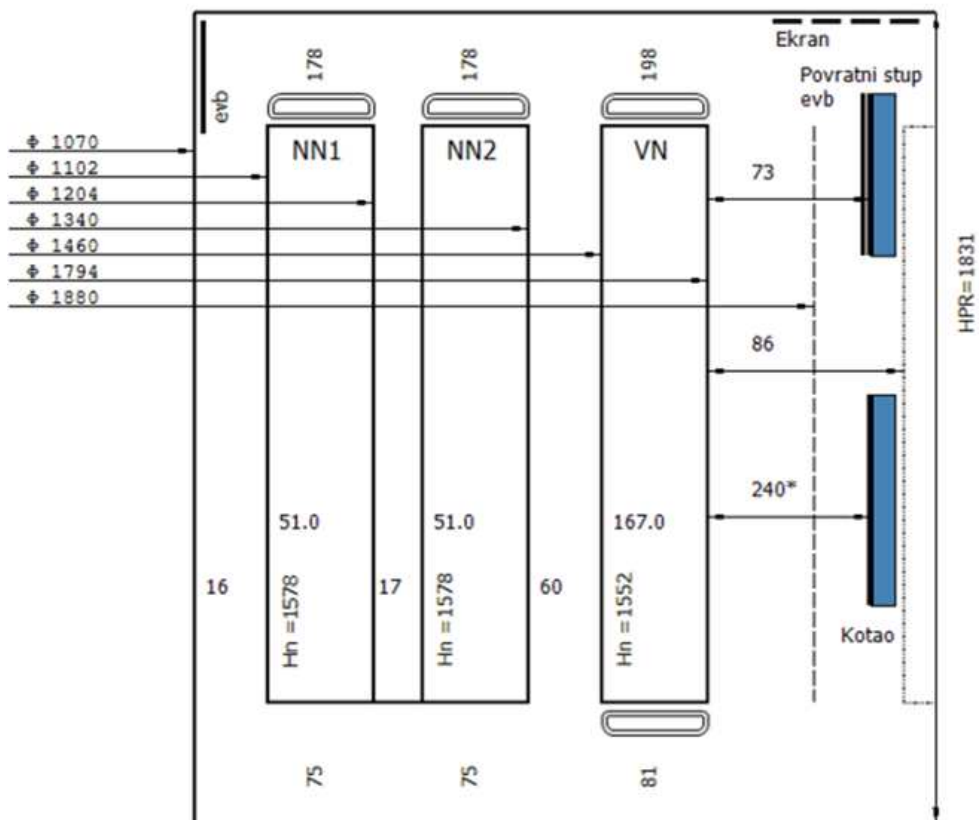 Ekran
178
178
198
Povratni stup
evb
evb
Φ 1070
Φ 1102
Φ 1204
Φ 1340
Φ 1460
Φ 1794
Φ 1880
NN1
NN2
VN
73
HPR=1831
86
240*
51.0
51.0
167.0
16
Hn =1578
17
Hn =1578
60
Hn =1552
Kotao
75
75
81